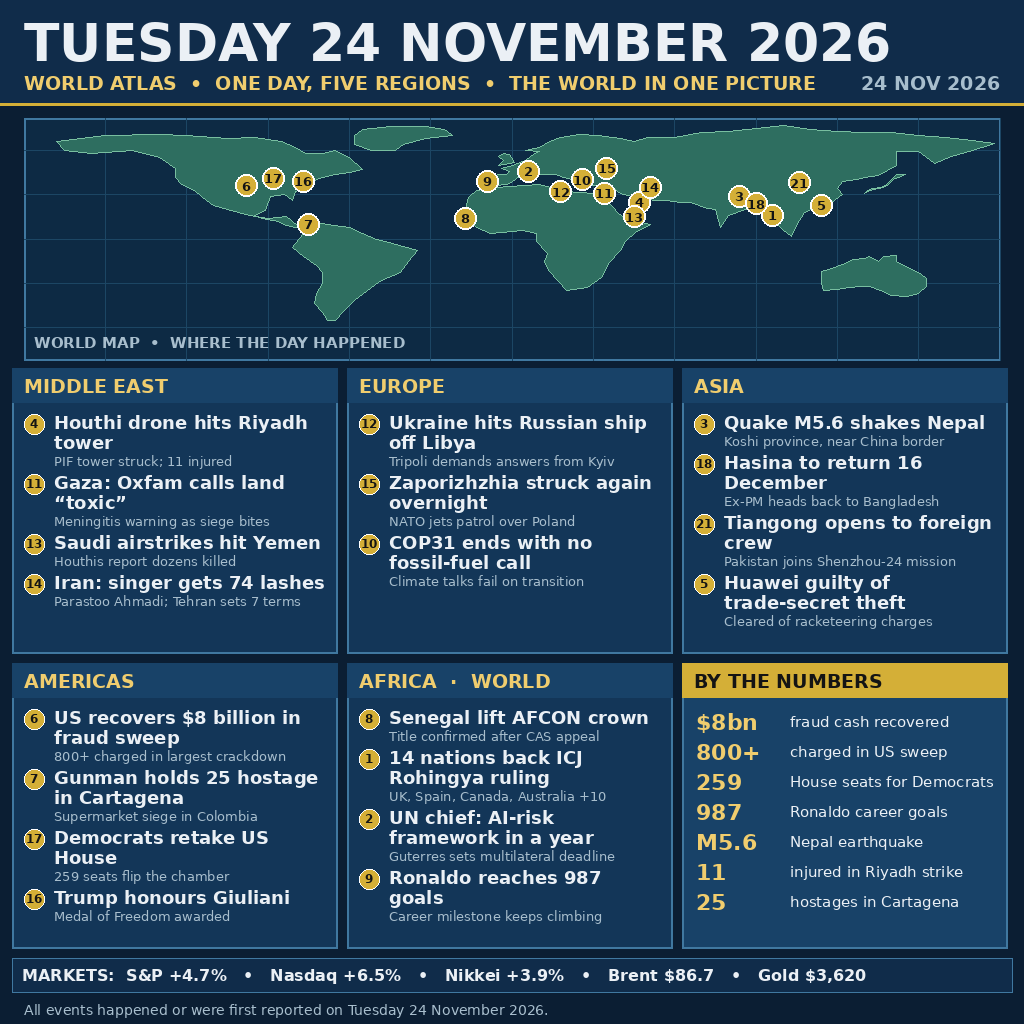 TUESDAY 24 NOVEMBER 2026
WORLD ATLAS • ONE DAY, FIVE REGIONS • THE WORLD IN ONE PICTURE
24 NOV 2026
6
17
16
7
9
2
8
12
10
15
11
14
4
13
3
18
1
21
5
WORLD MAP • WHERE THE DAY HAPPENED
MIDDLE EAST
4 Houthi drone hits Riyadh
tower
PIF tower struck; 11 injured
11 Gaza: Oxfam calls land
“toxic”
Meningitis warning as siege bites
13 Saudi airstrikes hit Yemen
Houthis report dozens killed
14 Iran: singer gets 74 lashes
Parastoo Ahmadi; Tehran sets 7 terms
EUROPE
12 Ukraine hits Russian ship
off Libya
Tripoli demands answers from Kyiv
15 Zaporizhzhia struck again
overnight
NATO jets patrol over Poland
10 COP31 ends with no
fossil-fuel call
Climate talks fail on transition
ASIA
3 Quake M5.6 shakes Nepal
Koshi province, near China border
18 Hasina to return 16
December
Ex-PM heads back to Bangladesh
21 Tiangong opens to foreign
crew
Pakistan joins Shenzhou-24 mission
5 Huawei guilty of
trade-secret theft
Cleared of racketeering charges
AMERICAS
6 US recovers $8 billion in
fraud sweep
800+ charged in largest crackdown
7 Gunman holds 25 hostage
in Cartagena
Supermarket siege in Colombia
17 Democrats retake US
House
259 seats flip the chamber
16 Trump honours Giuliani
Medal of Freedom awarded
AFRICA · WORLD
8 Senegal lift AFCON crown
Title confirmed after CAS appeal
1 14 nations back ICJ
Rohingya ruling
UK, Spain, Canada, Australia +10
2 UN chief: AI-risk
framework in a year
Guterres sets multilateral deadline
9 Ronaldo reaches 987
goals
Career milestone keeps climbing
BY THE NUMBERS
$8bn fraud cash recovered
800+ charged in US sweep
259 House seats for Democrats
987 Ronaldo career goals
M5.6 Nepal earthquake
11 injured in Riyadh strike
25 hostages in Cartagena
MARKETS: S&P +4.7% • Nasdaq +6.5% • Nikkei +3.9% • Brent $86.7 • Gold $3,620
All events happened or were first reported on Tuesday 24 November 2026.